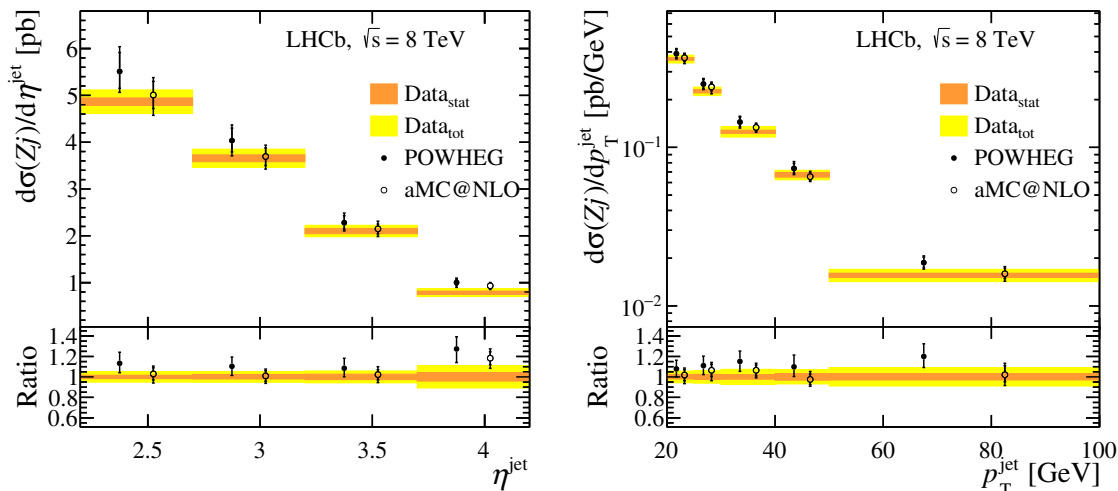 dσ(Zj)/dη^jet [pb]
LHCb, √s = 8 TeV
Data_stat
Data_tot
POWHEG
aMC@NLO
6
5
4
3
2
1
Ratio
1.4
1.2
1
0.8
0.6
2.5 3 3.5 4
η^jet
dσ(Zj)/dp_T^jet [pb/GeV]
LHCb, √s = 8 TeV
Data_stat
Data_tot
POWHEG
aMC@NLO
10^−1
10^−2
Ratio
1.4
1.2
1
0.8
0.6
20 40 60 80 100
p_T^jet [GeV]